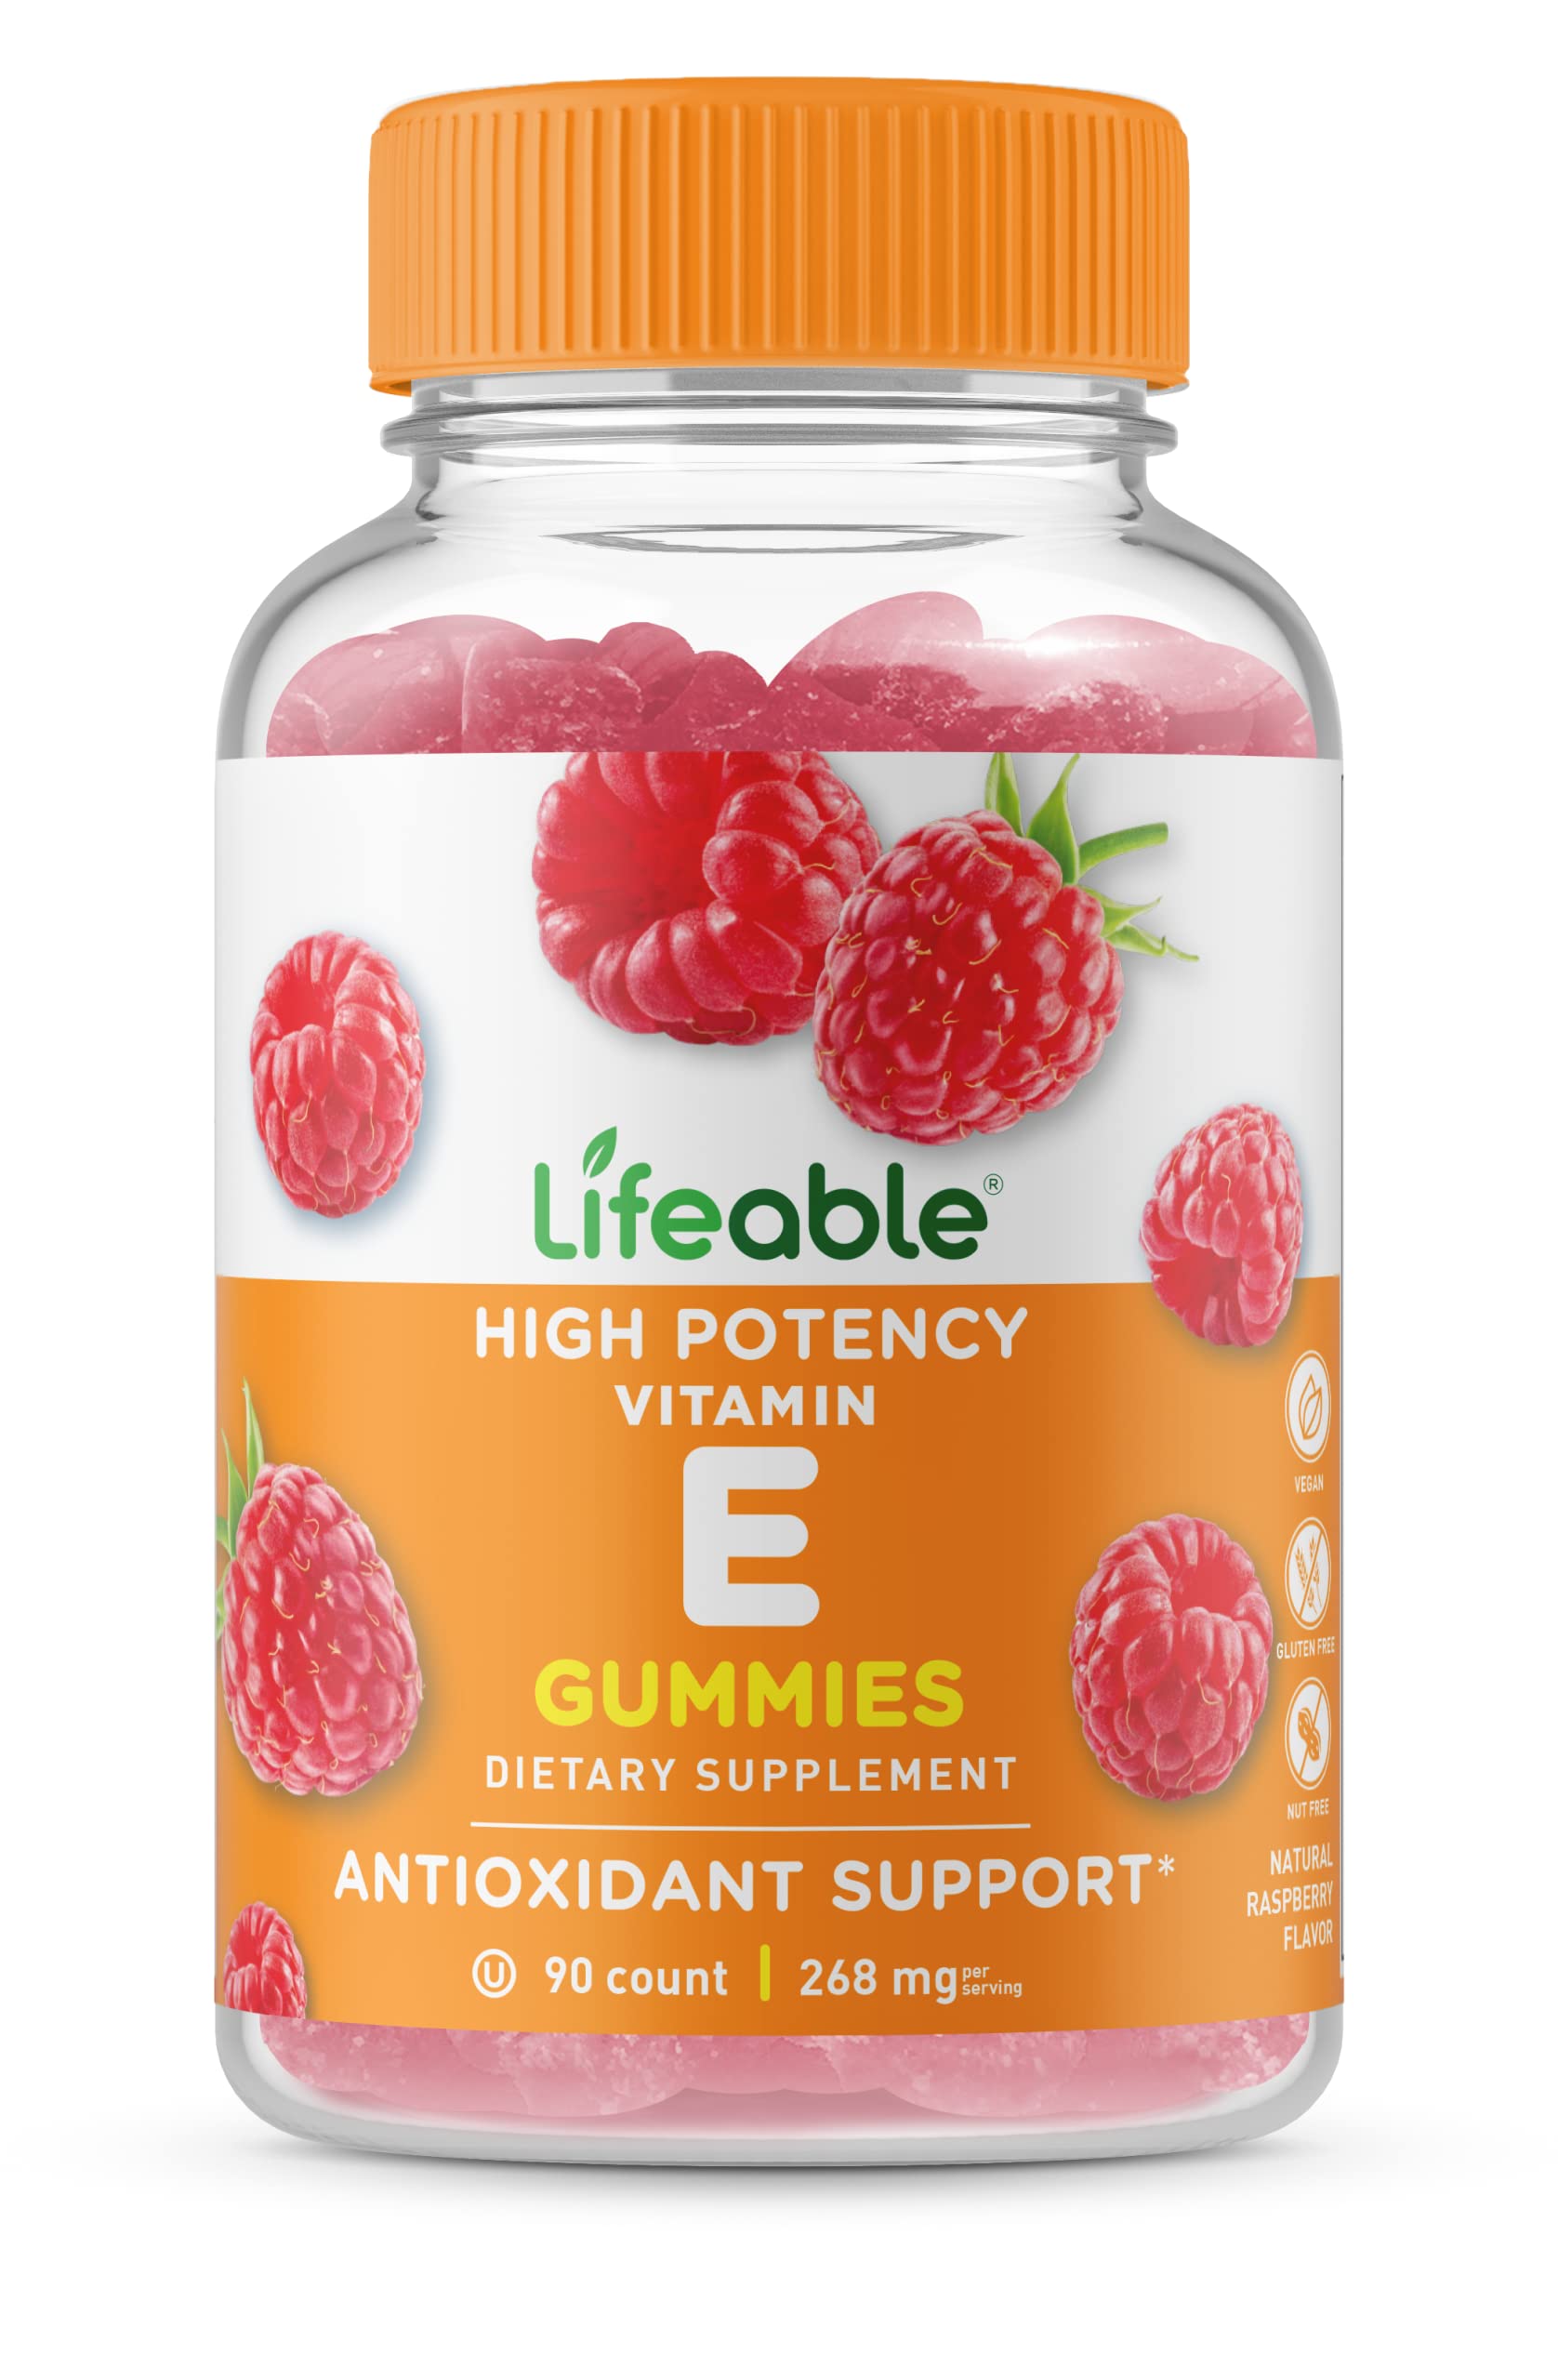 Lifeable®
HIGH POTENCY
VITAMIN
E
GUMMIES
DIETARY SUPPLEMENT
ANTIOXIDANT SUPPORT*
U 90 count | 268 mg per serving
VEGAN
GLUTEN FREE
NUT FREE
NATURAL
RASPBERRY
FLAVOR